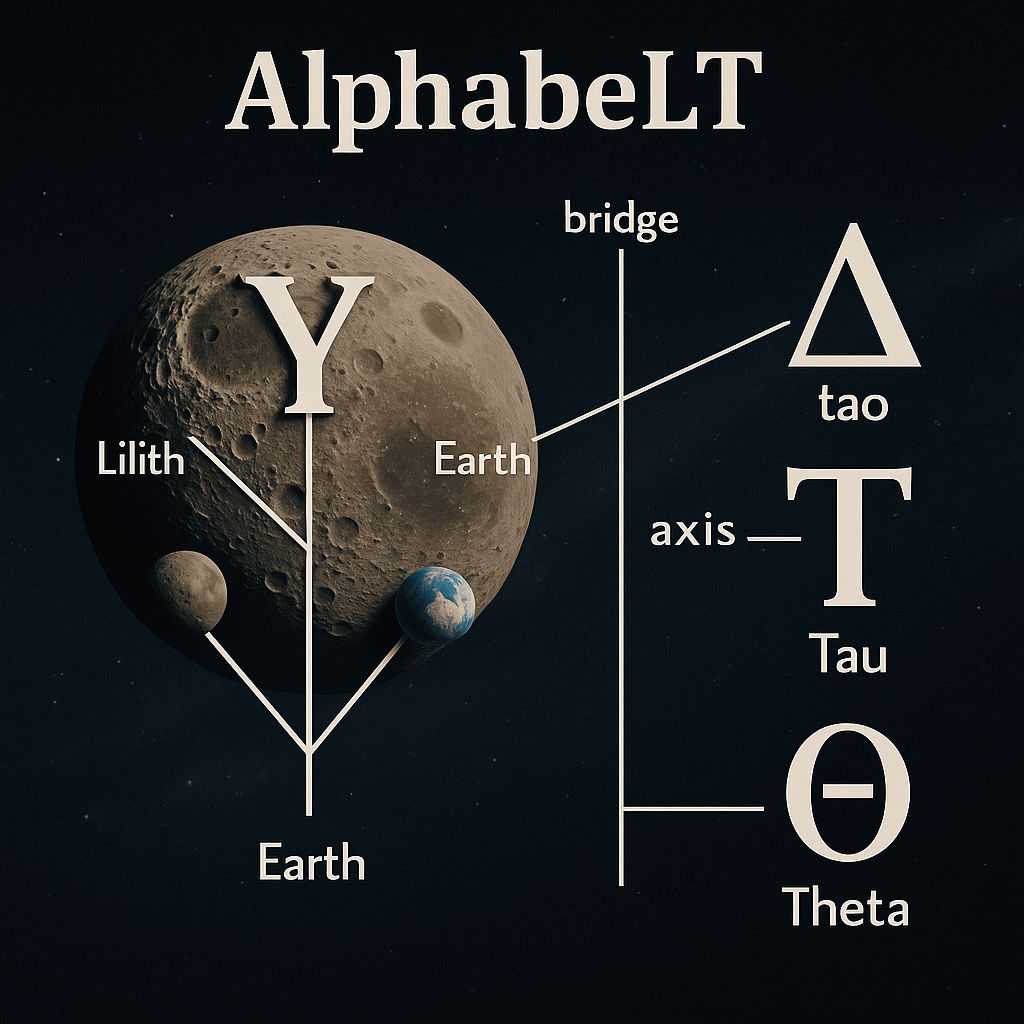 AlphabeLT
bridge
Y
Δ
tao
Lilith
Earth
T
axis
Tau
Θ
Earth
Theta